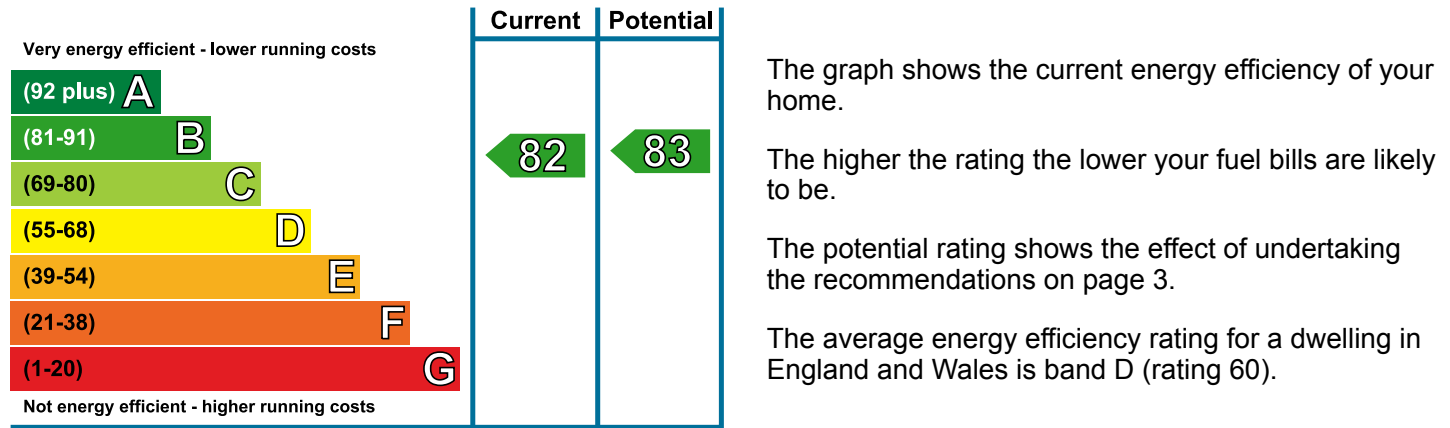 Current Potential
Very energy efficient - lower running costs
(92 plus) A
(81-91) B
82 83
(69-80) C
(55-68) D
(39-54) E
(21-38) F
(1-20) G
Not energy efficient - higher running costs
The graph shows the current energy efficiency of your
home.
The higher the rating the lower your fuel bills are likely
to be.
The potential rating shows the effect of undertaking
the recommendations on page 3.
The average energy efficiency rating for a dwelling in
England and Wales is band D (rating 60).